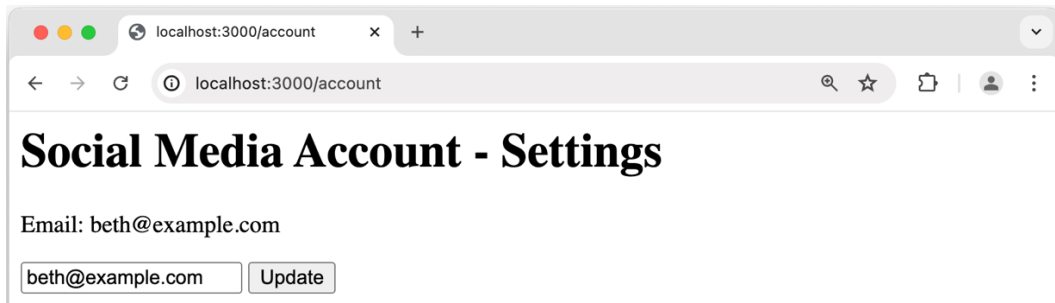 localhost:3000/account
localhost:3000/account
Social Media Account - Settings
Email: beth@example.com
beth@example.com Update